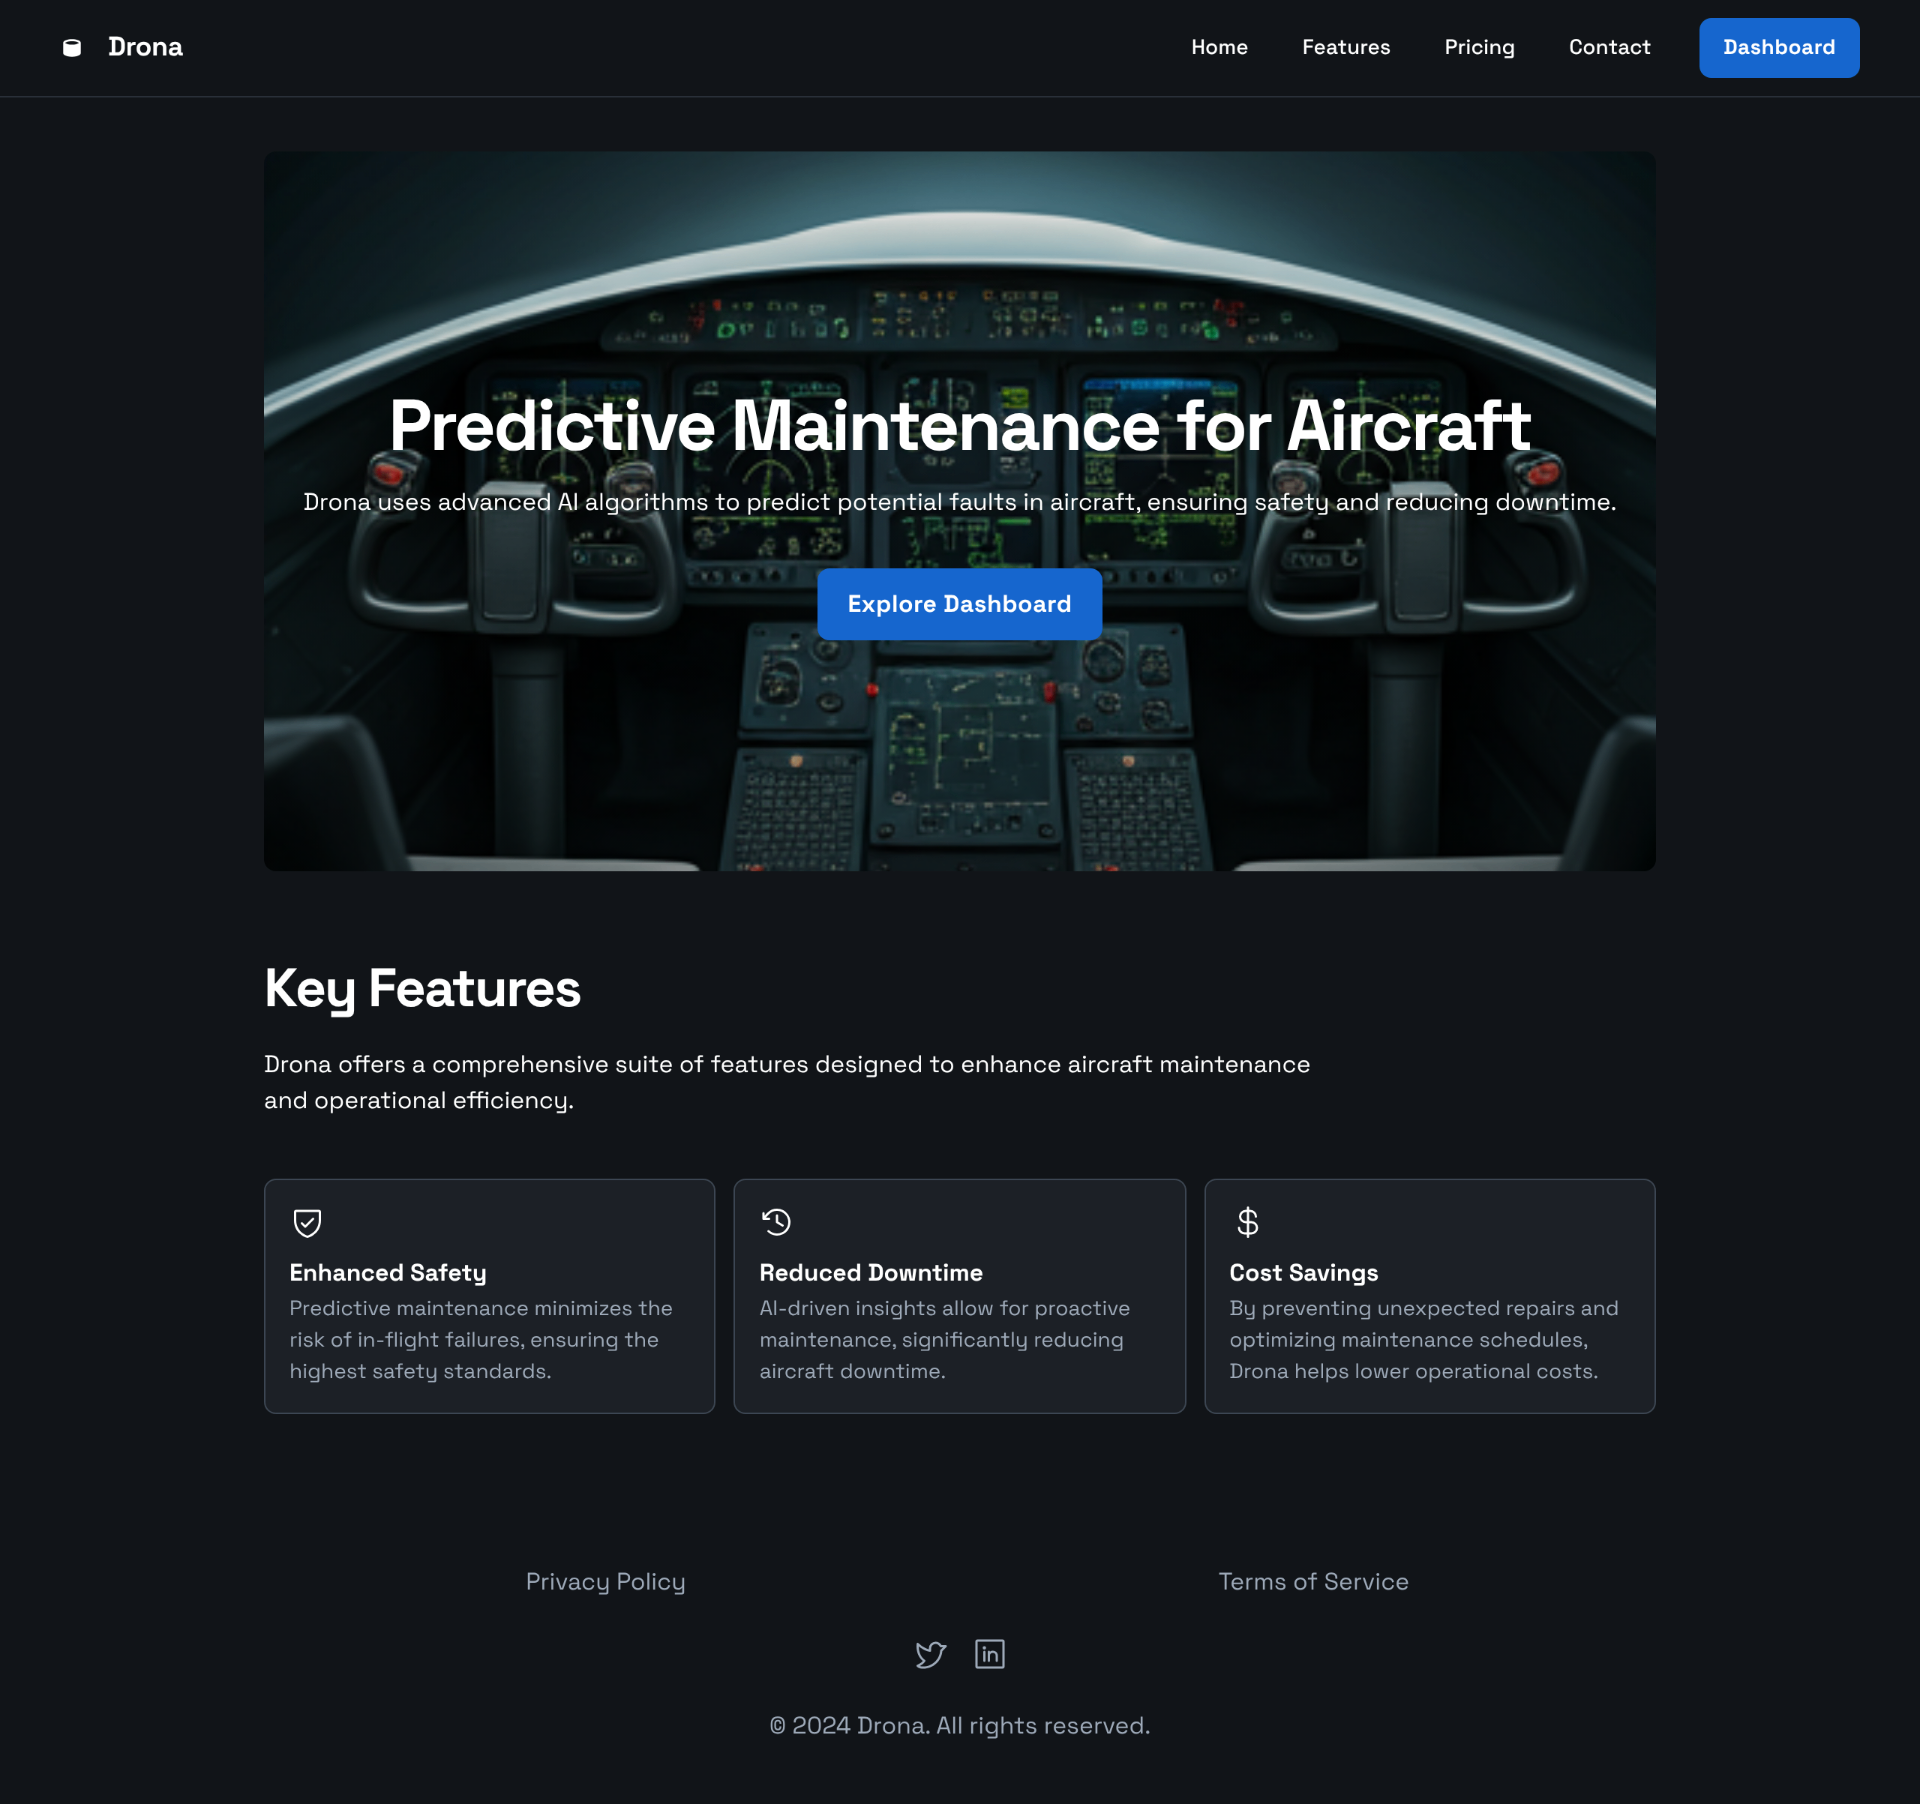 Drona
Home
Features
Pricing
Contact
Dashboard
Predictive Maintenance for Aircraft
Drona uses advanced AI algorithms to predict potential faults in aircraft, ensuring safety and reducing downtime.
Explore Dashboard
Key Features
Drona offers a comprehensive suite of features designed to enhance aircraft maintenance
and operational efficiency.
Enhanced Safety
Predictive maintenance minimizes the
risk of in-flight failures, ensuring the
highest safety standards.
Reduced Downtime
AI-driven insights allow for proactive
maintenance, significantly reducing
aircraft downtime.
Cost Savings
By preventing unexpected repairs and
optimizing maintenance schedules,
Drona helps lower operational costs.
Privacy Policy
Terms of Service
in
© 2024 Drona. All rights reserved.